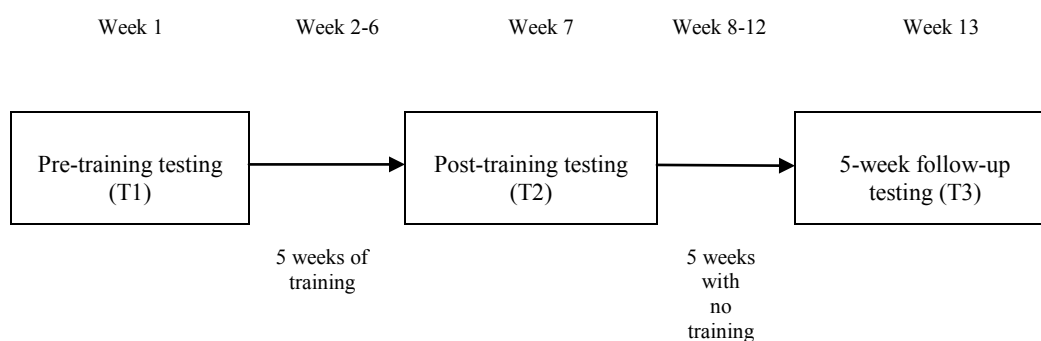 Week 1
Week 2-6
Week 7
Week 8-12
Week 13
Pre-training testing
(T1)
Post-training testing
(T2)
5-week follow-up
testing (T3)
5 weeks of
training
5 weeks
with
no
training